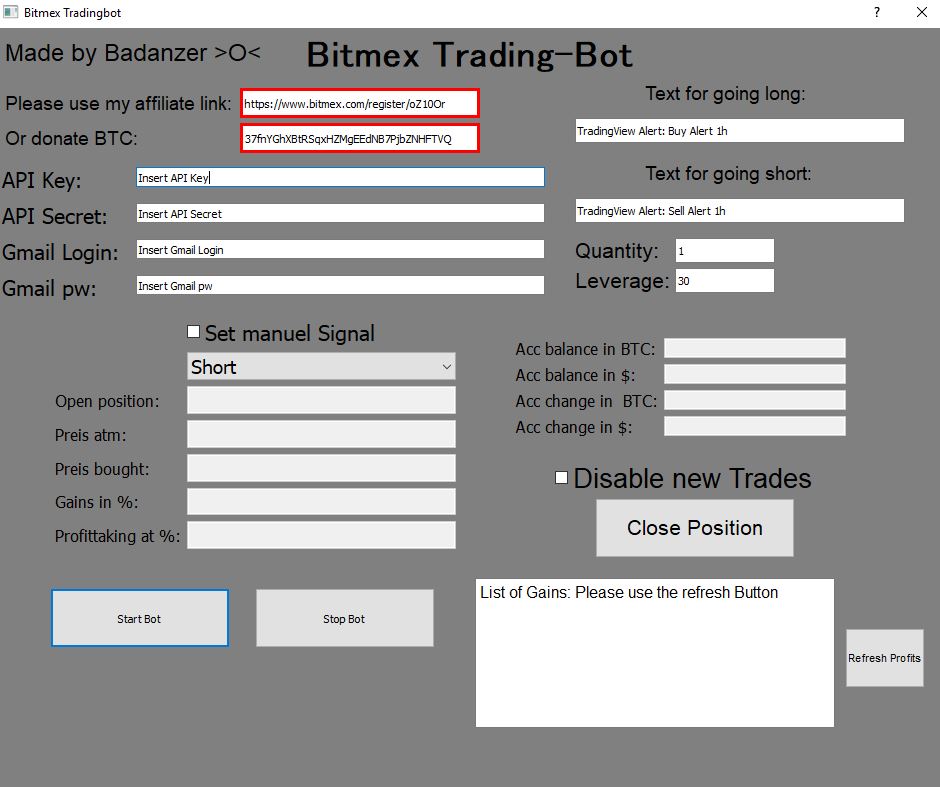 Bitmex Tradingbot
?
Made by Badanzer >O<
Bitmex Trading-Bot
Please use my affiliate link:
https://www.bitmex.com/register/oZ10Or
Or donate BTC:
37fnYGhXBtRSqxHZMgEEdNB7PjbZNHFTVQ
Text for going long:
TradingView Alert: Buy Alert 1h
Text for going short:
TradingView Alert: Sell Alert 1h
API Key:
Insert API Key
API Secret:
Insert API Secret
Gmail Login:
Insert Gmail Login
Gmail pw:
Insert Gmail pw
Quantity:
1
Leverage:
30
Set manuel Signal
Short
Open position:
Preis atm:
Preis bought:
Gains in %:
Profittaking at %:
Acc balance in BTC:
Acc balance in $:
Acc change in  BTC:
Acc change in $:
Disable new Trades
Close Position
Start Bot
Stop Bot
List of Gains: Please use the refresh Button
Refresh Profits